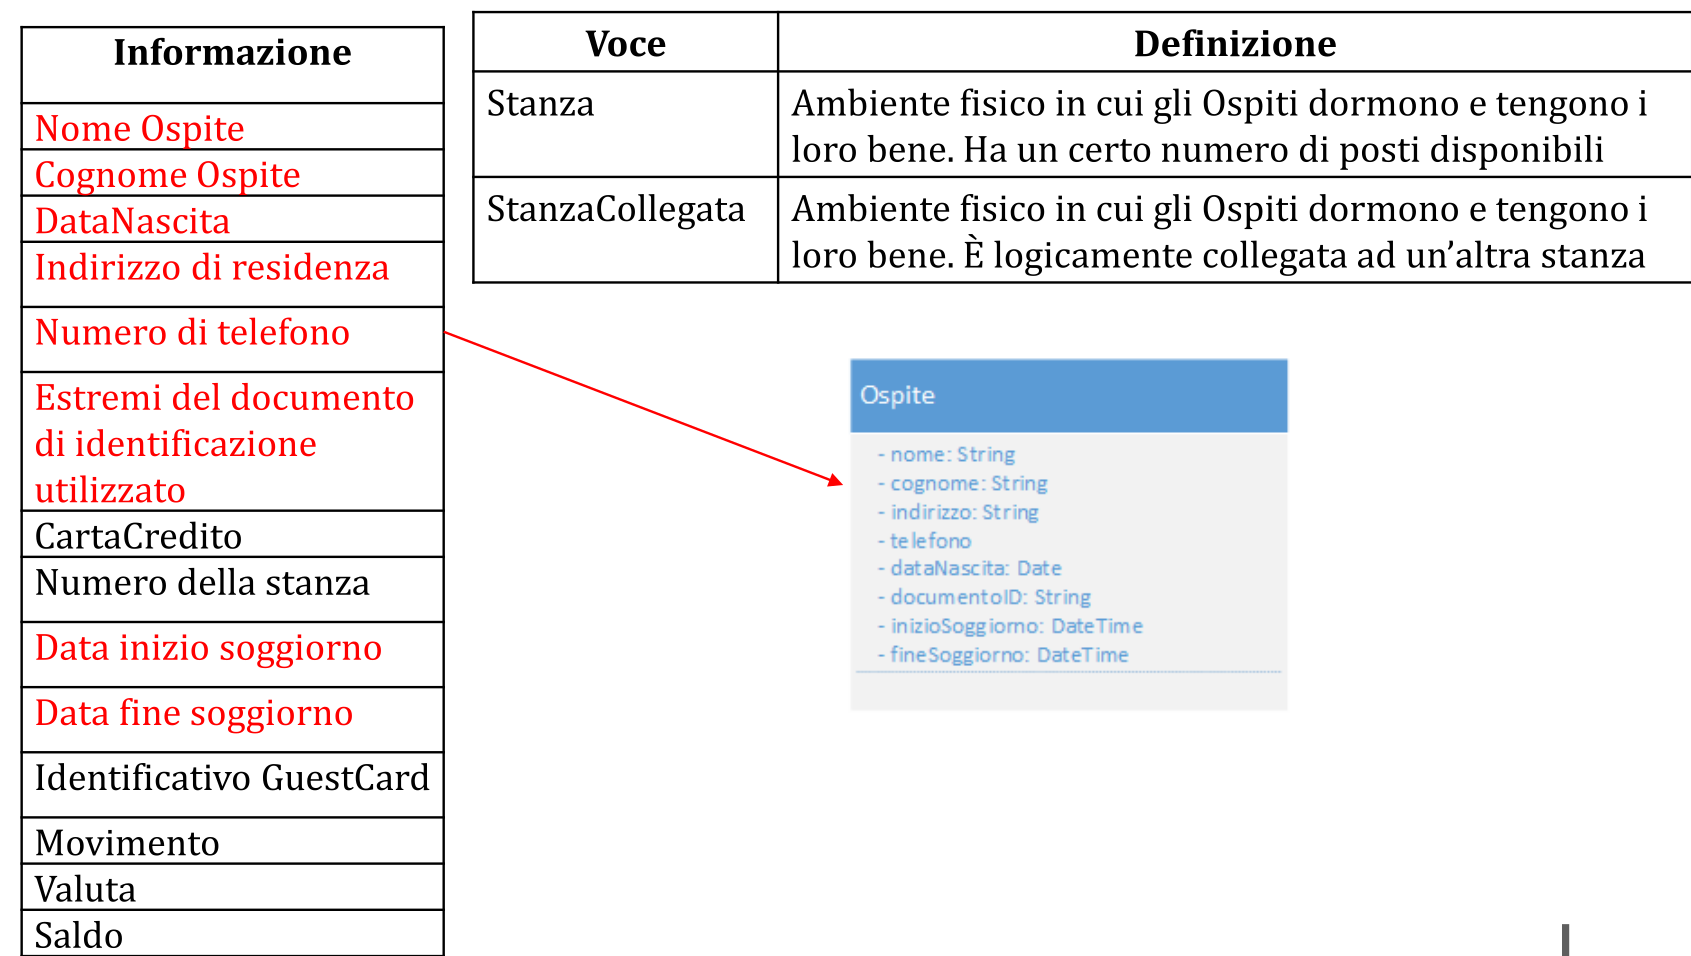 Informazione
Nome Ospite
Cognome Ospite
DataNascita
Indirizzo di residenza
Numero di telefono
Estremi del documento
di identificazione
utilizzato
CartaCredito
Numero della stanza
Data inizio soggiorno
Data fine soggiorno
Identificativo GuestCard
Movimento
Valuta
Saldo
Voce Definizione
Stanza Ambiente fisico in cui gli Ospiti dormono e tengono i
loro bene. Ha un certo numero di posti disponibili
StanzaCollegata Ambiente fisico in cui gli Ospiti dormono e tengono i
loro bene. È logicamente collegata ad un’altra stanza
Ospite
- nome: String
- cognome: String
- indirizzo: String
- telefono
- dataNascita: Date
- documentoID: String
- inizioSoggiorno: DateTime
- fineSoggiorno: DateTime